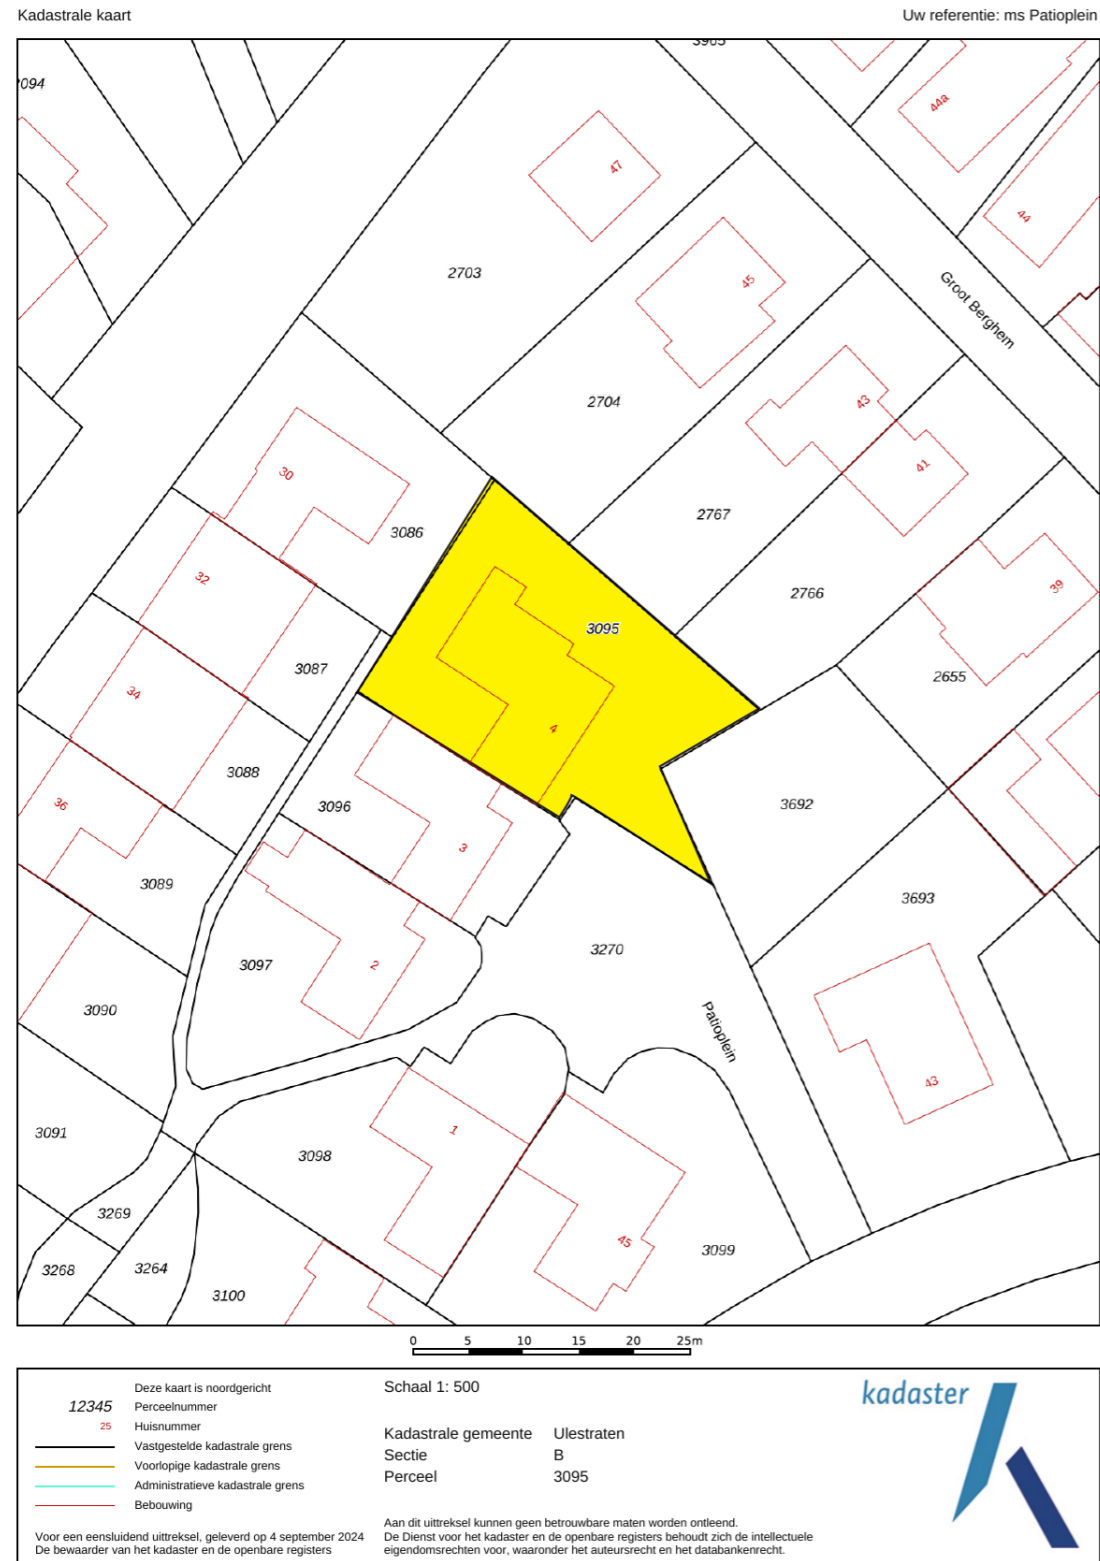 Kadastrale kaart
Uw referentie: ms Patioplein
3965
094
44a
47
44
2703
45
Groot Berghem
2704
43
41
30
2767
3086
32
39
2766
3095
3087
2655
34
4
3088
36
3096
3692
3
3089
3693
3097
2
3270
3090
Patioplein
43
3091
1
3098
3269
45
3099
3268
3264
3100
0 5 10 15 20 25m
Deze kaart is noordgericht
12345 Perceelnummer
25 Huisnummer
Vastgestelde kadastrale grens
Voorlopige kadastrale grens
Administratieve kadastrale grens
Bebouwing
Voor een eensluidend uittreksel, geleverd op 4 september 2024
De bewaarder van het kadaster en de openbare registers
Schaal 1: 500
Kadastrale gemeente Ulestraten
Sectie B
Perceel 3095
Aan dit uittreksel kunnen geen betrouwbare maten worden ontleend.
De Dienst voor het kadaster en de openbare registers behoudt zich de intellectuele
eigendomsrechten voor, waaronder het auteursrecht en het databankenrecht.
kadaster